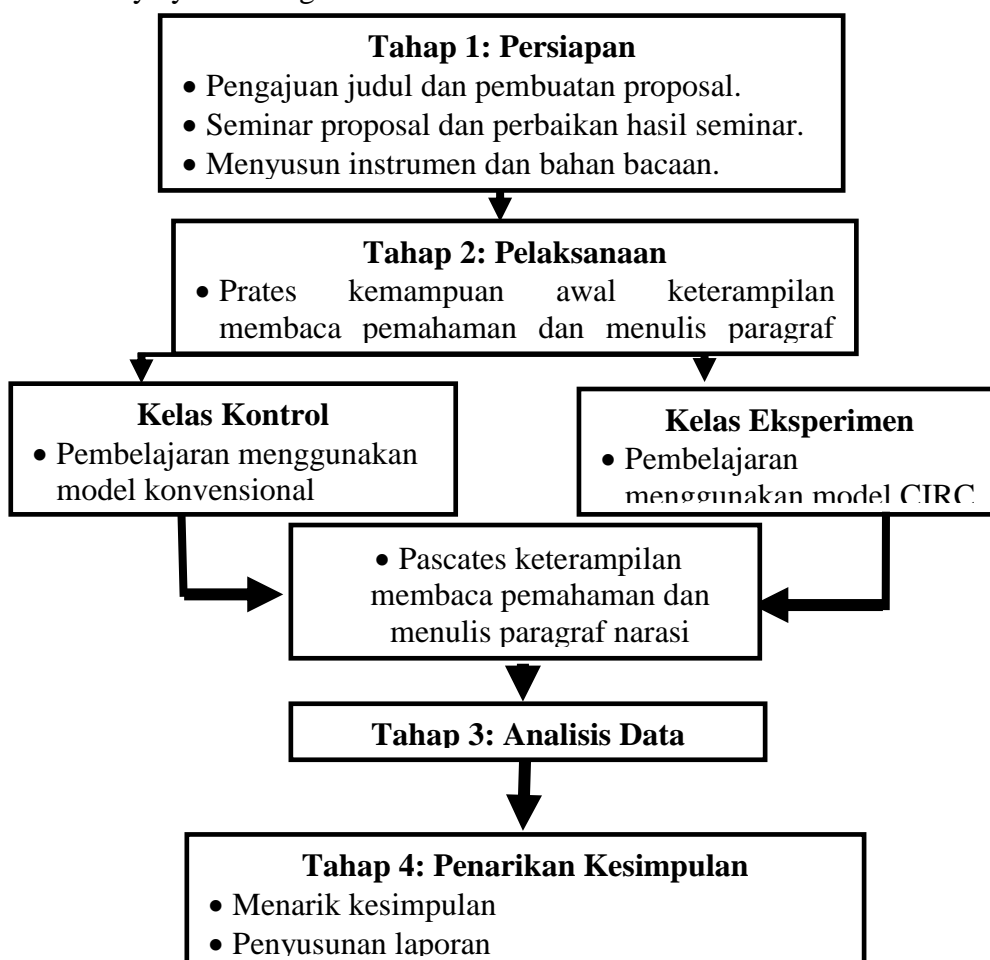 Tahap 1: Persiapan
• Pengajuan judul dan pembuatan proposal.
• Seminar proposal dan perbaikan hasil seminar.
• Menyusun instrumen dan bahan bacaan.
Tahap 2: Pelaksanaan
• Prates kemampuan awal keterampilan
membaca pemahaman dan menulis paragraf
Kelas Kontrol
• Pembelajaran menggunakan
model konvensional
Kelas Eksperimen
• Pembelajaran
menggunakan model CIRC
• Pascates keterampilan
membaca pemahaman dan
menulis paragraf narasi
Tahap 3: Analisis Data
Tahap 4: Penarikan Kesimpulan
• Menarik kesimpulan
• Penyusunan laporan